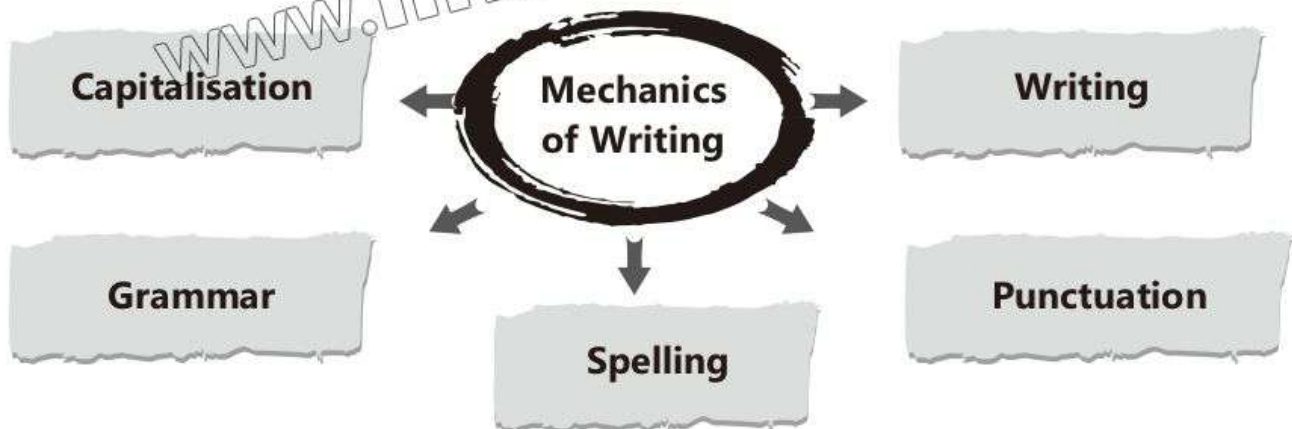 Capitalisation
Mechanics
of Writing
Writing
Grammar
Punctuation
Spelling